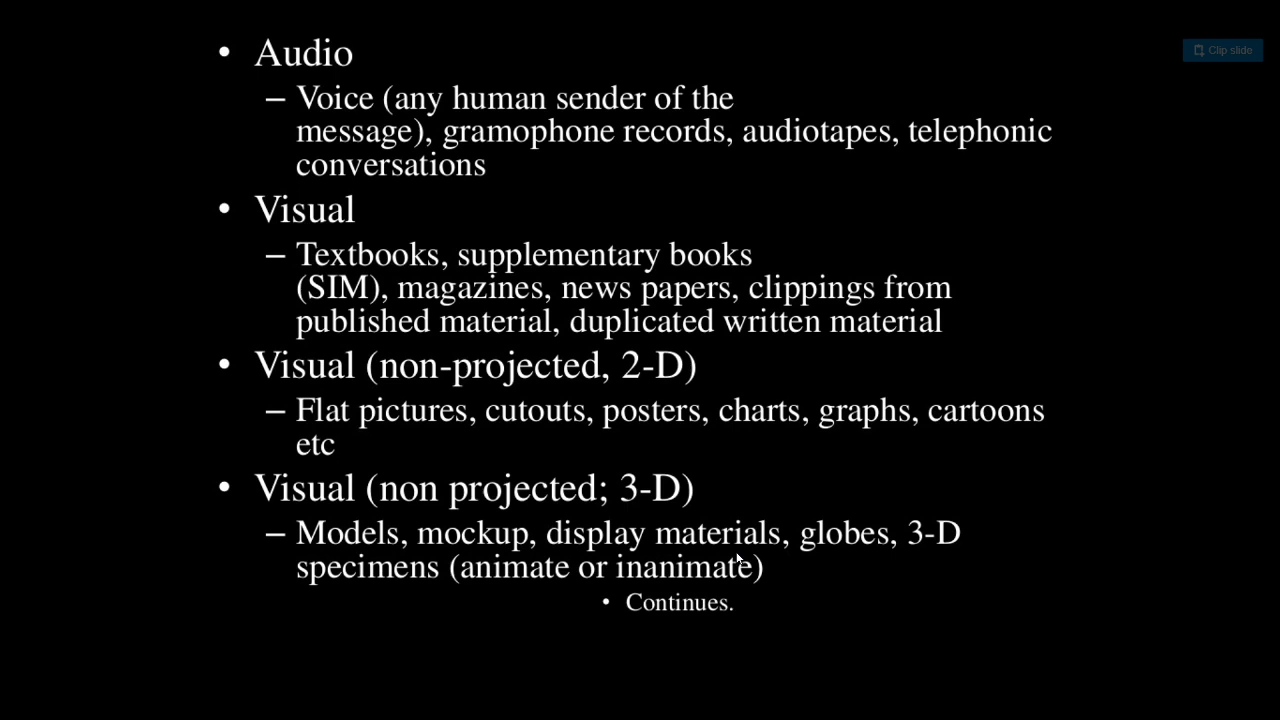 • Audio
– Voice (any human sender of the
message), gramophone records, audiotapes, telephonic
conversations
• Visual
– Textbooks, supplementary books
(SIM), magazines, news papers, clippings from
published material, duplicated written material
• Visual (non-projected, 2-D)
– Flat pictures, cutouts, posters, charts, graphs, cartoons
etc
• Visual (non projected; 3-D)
– Models, mockup, display materials, globes, 3-D
specimens (animate or inanimate)
• Continues.
Clip slide